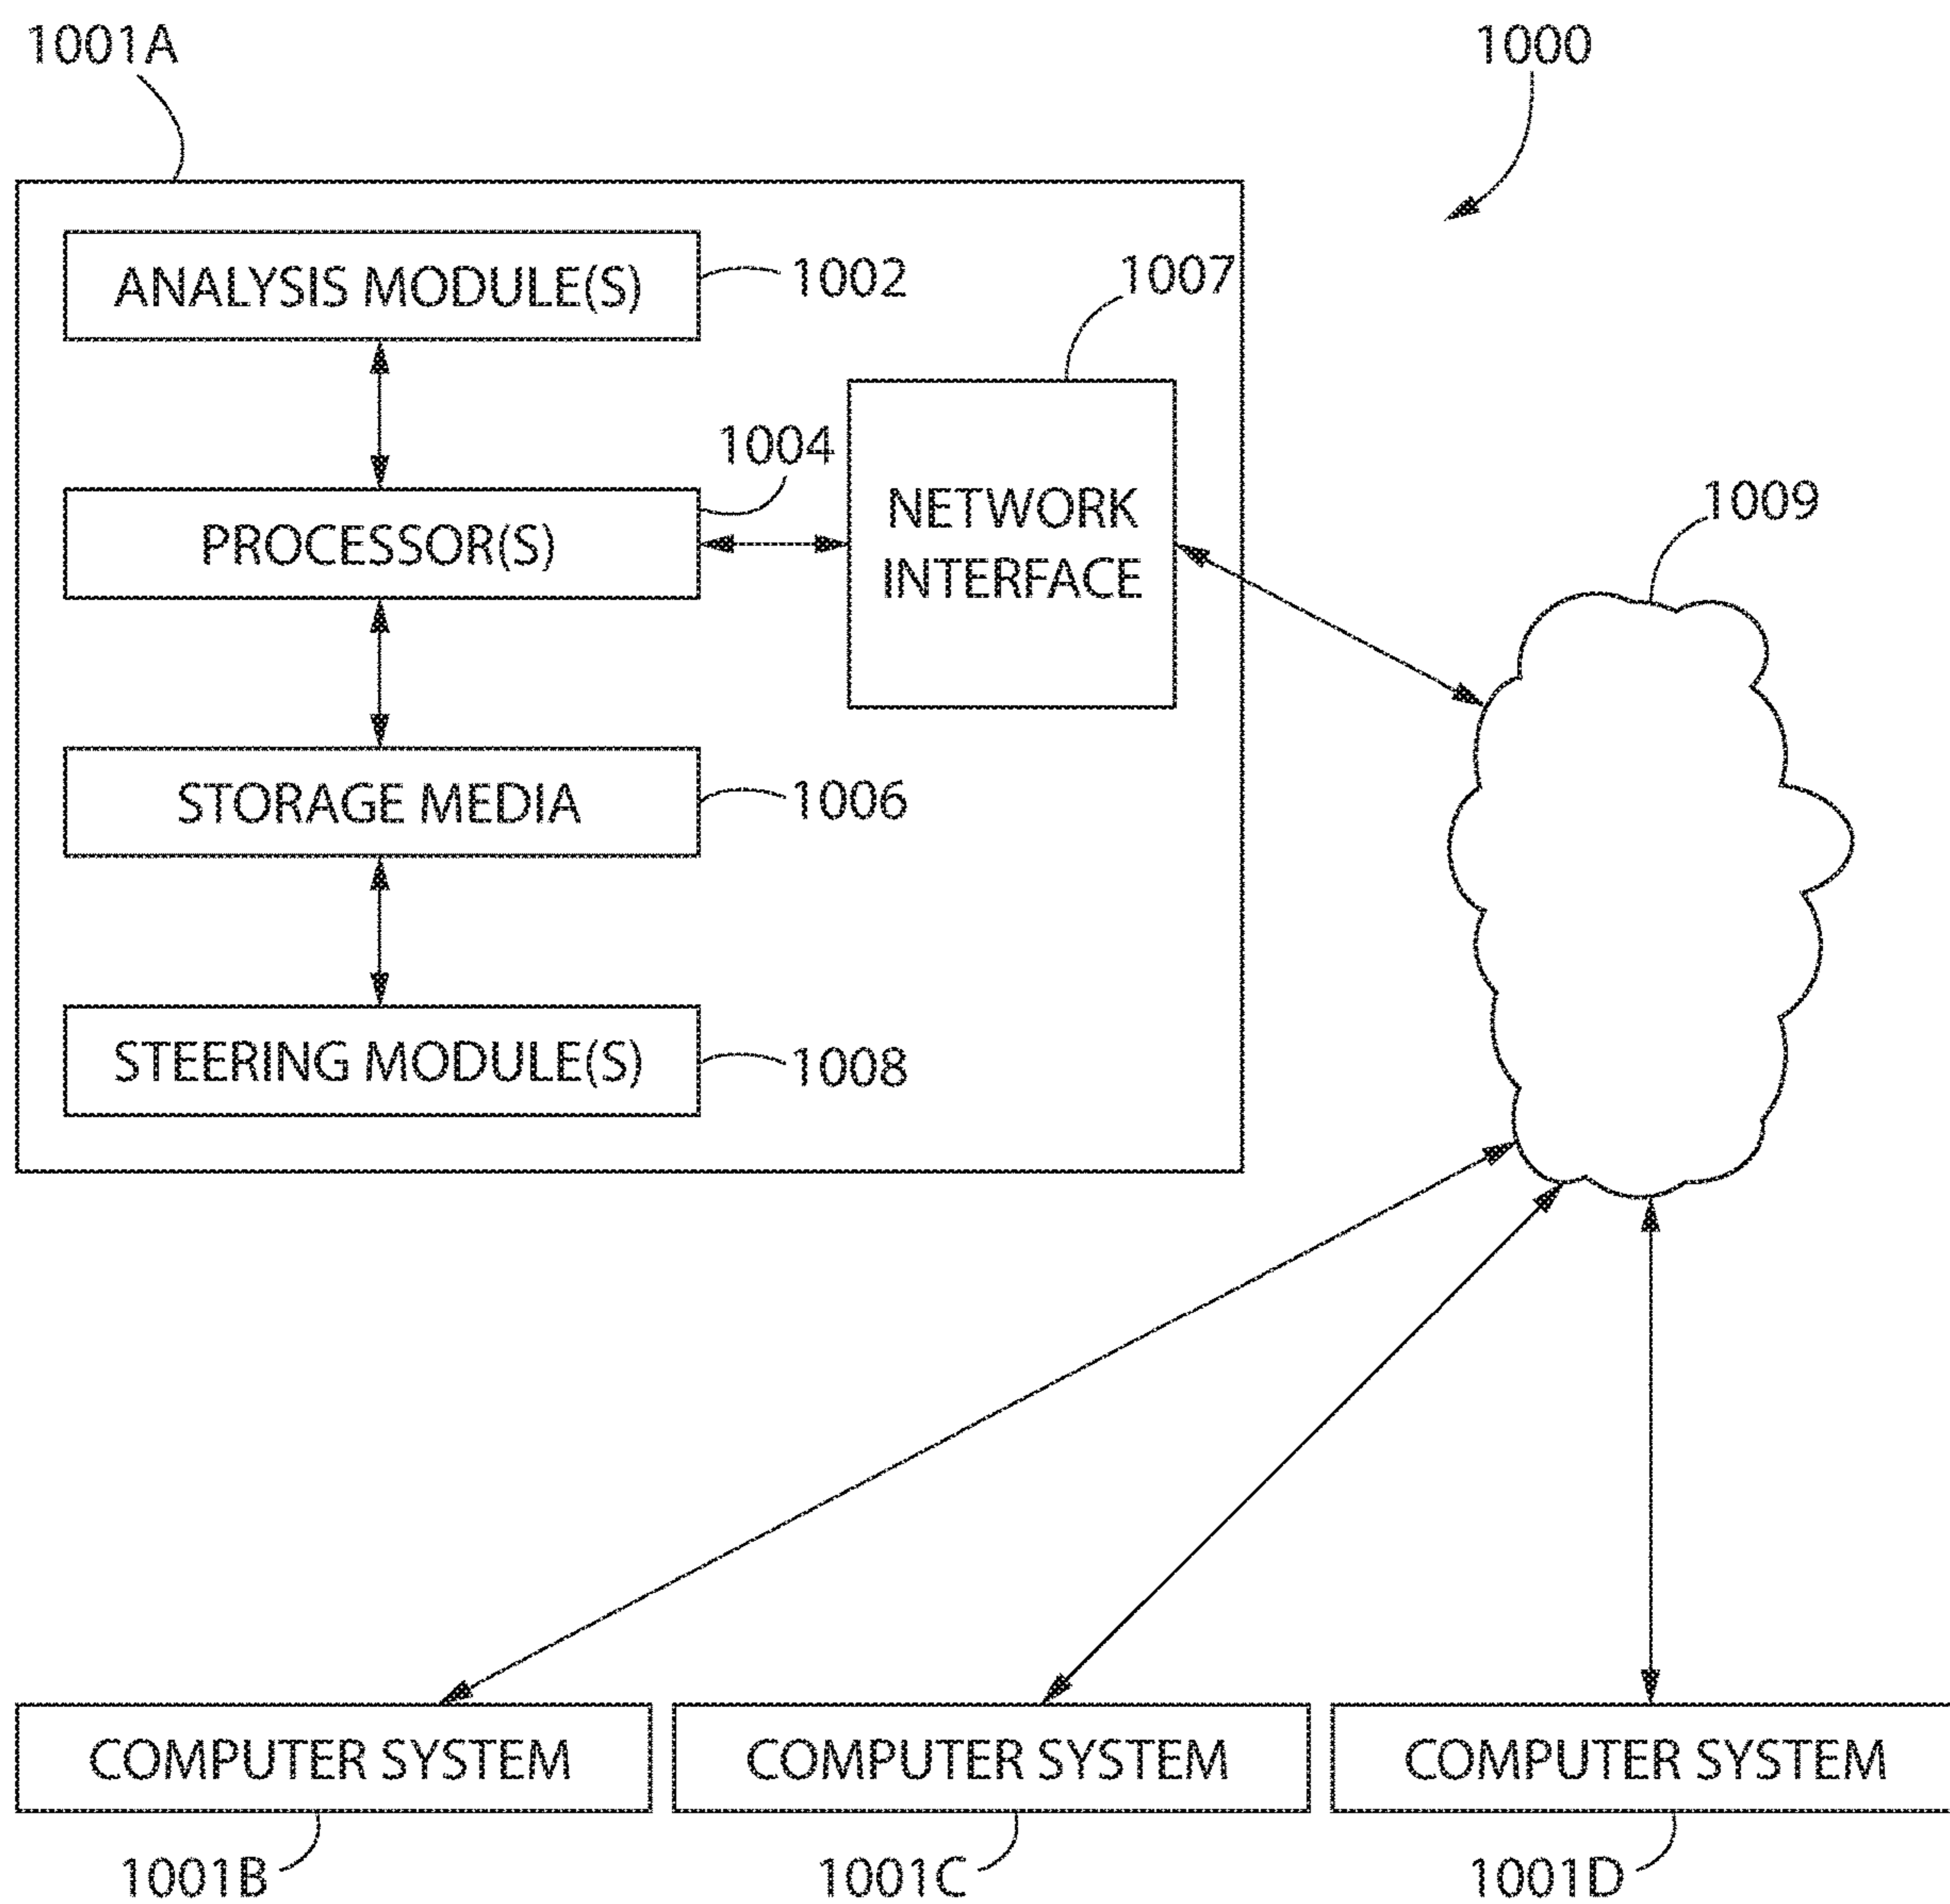 1001A
1000
ANALYSIS MODULE(S)
1002
1007
1004
PROCESSOR(S)
NETWORK
INTERFACE
1009
STORAGE MEDIA
1006
STEERING MODULE(S)
1008
COMPUTER SYSTEM
COMPUTER SYSTEM
COMPUTER SYSTEM
1001B
1001C
1001D